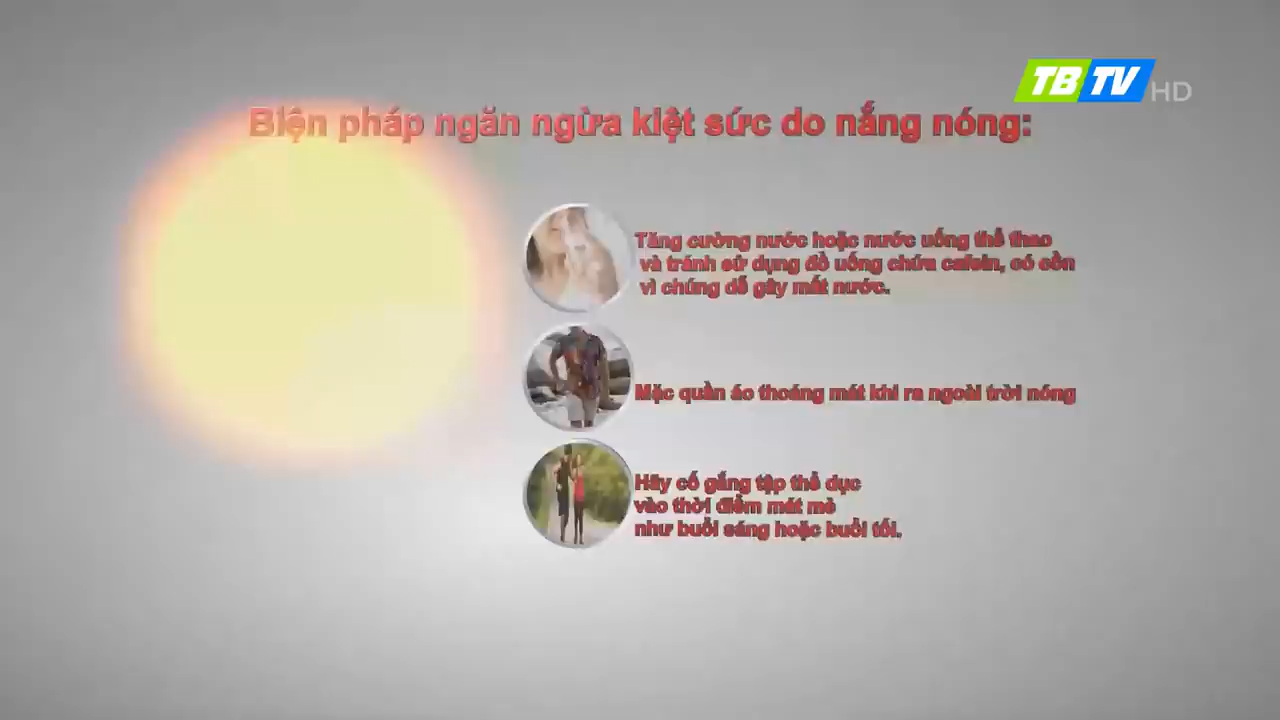 TBTV HD
Biện pháp ngăn ngừa kiệt sức do nắng nóng:
Tăng cường nước hoặc nước uống thể thao
và tránh sử dụng đồ uống chứa cafein, có cồn
vì chúng dễ gây mất nước.
Mặc quần áo thoáng mát khi ra ngoài trời nóng
Hãy cố gắng tập thể dục
vào thời điểm mát mẻ
như buổi sáng hoặc buổi tối.